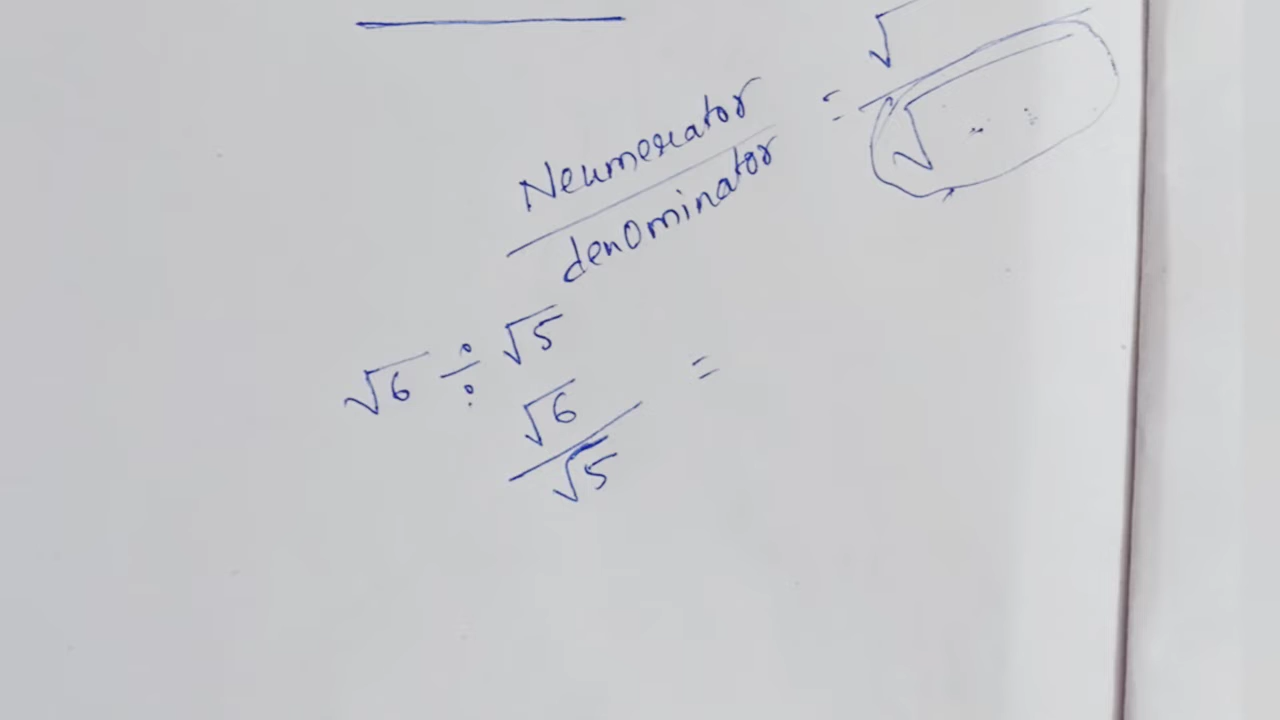 Neumerator = √
denominator √
√6 ÷ √5
√6 =
√5